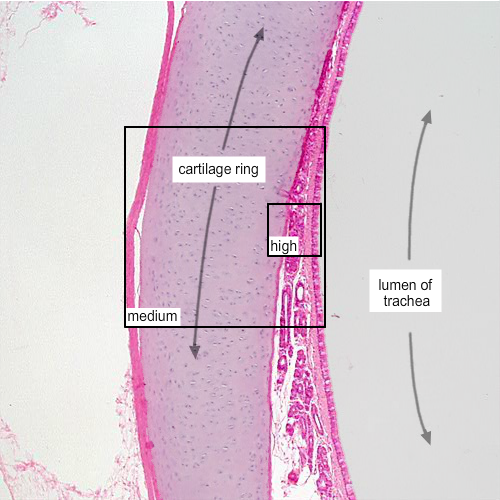 cartilage ring
high
lumen of
trachea
medium